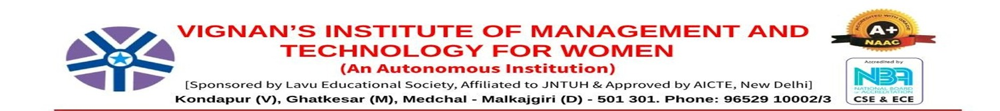 VIGNAN'S INSTITUTE OF MANAGEMENT AND
TECHNOLOGY FOR WOMEN
(An Autonomous Institution)
[Sponsored by Lavu Educational Society, Affiliated to JNTUH & Approved by AICTE, New Delhi]
Kondapur (V), Ghatkesar (M), Medchal - Malkajgiri (D) - 501 301. Phone: 96529 10002/3
ACCREDITED WITH GRADE
A+
NAAC
Accredited by
NBA
NATIONAL BOARD
of ACCREDITATION
CSE & ECE